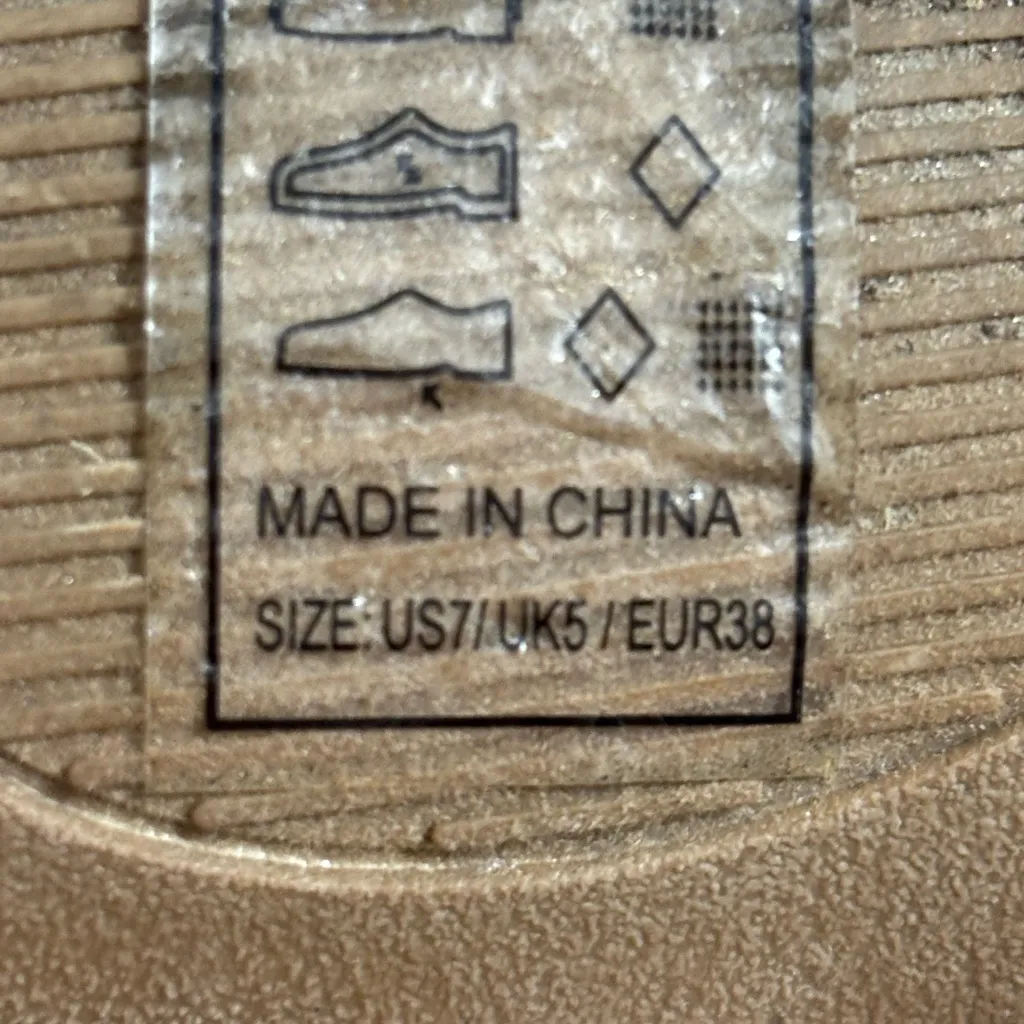 MADE IN CHINA
SIZE: US7/ UK5 / EUR38